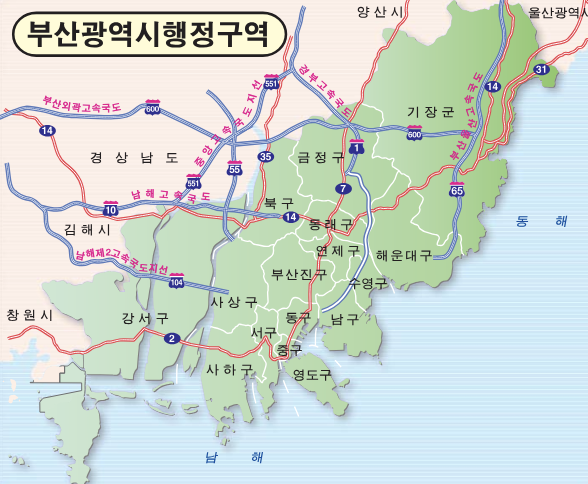 부산광역시행정구역
양산시
울산광역시
부산외곽고속국도
600
14
경상남도
중앙고속국도지선
551
경부고속국도
기장군
600
14
31
부산울산고속국도
35
금정구
1
551
55
7
65
남해고속국도
10
북구
14
동래구
동해
김해시
연제구
해운대구
남해제2고속국도지선
104
부산진구
수영구
사상구
창원시
강서구
동구
남구
2
서구
중구
사하구
영도구
남해